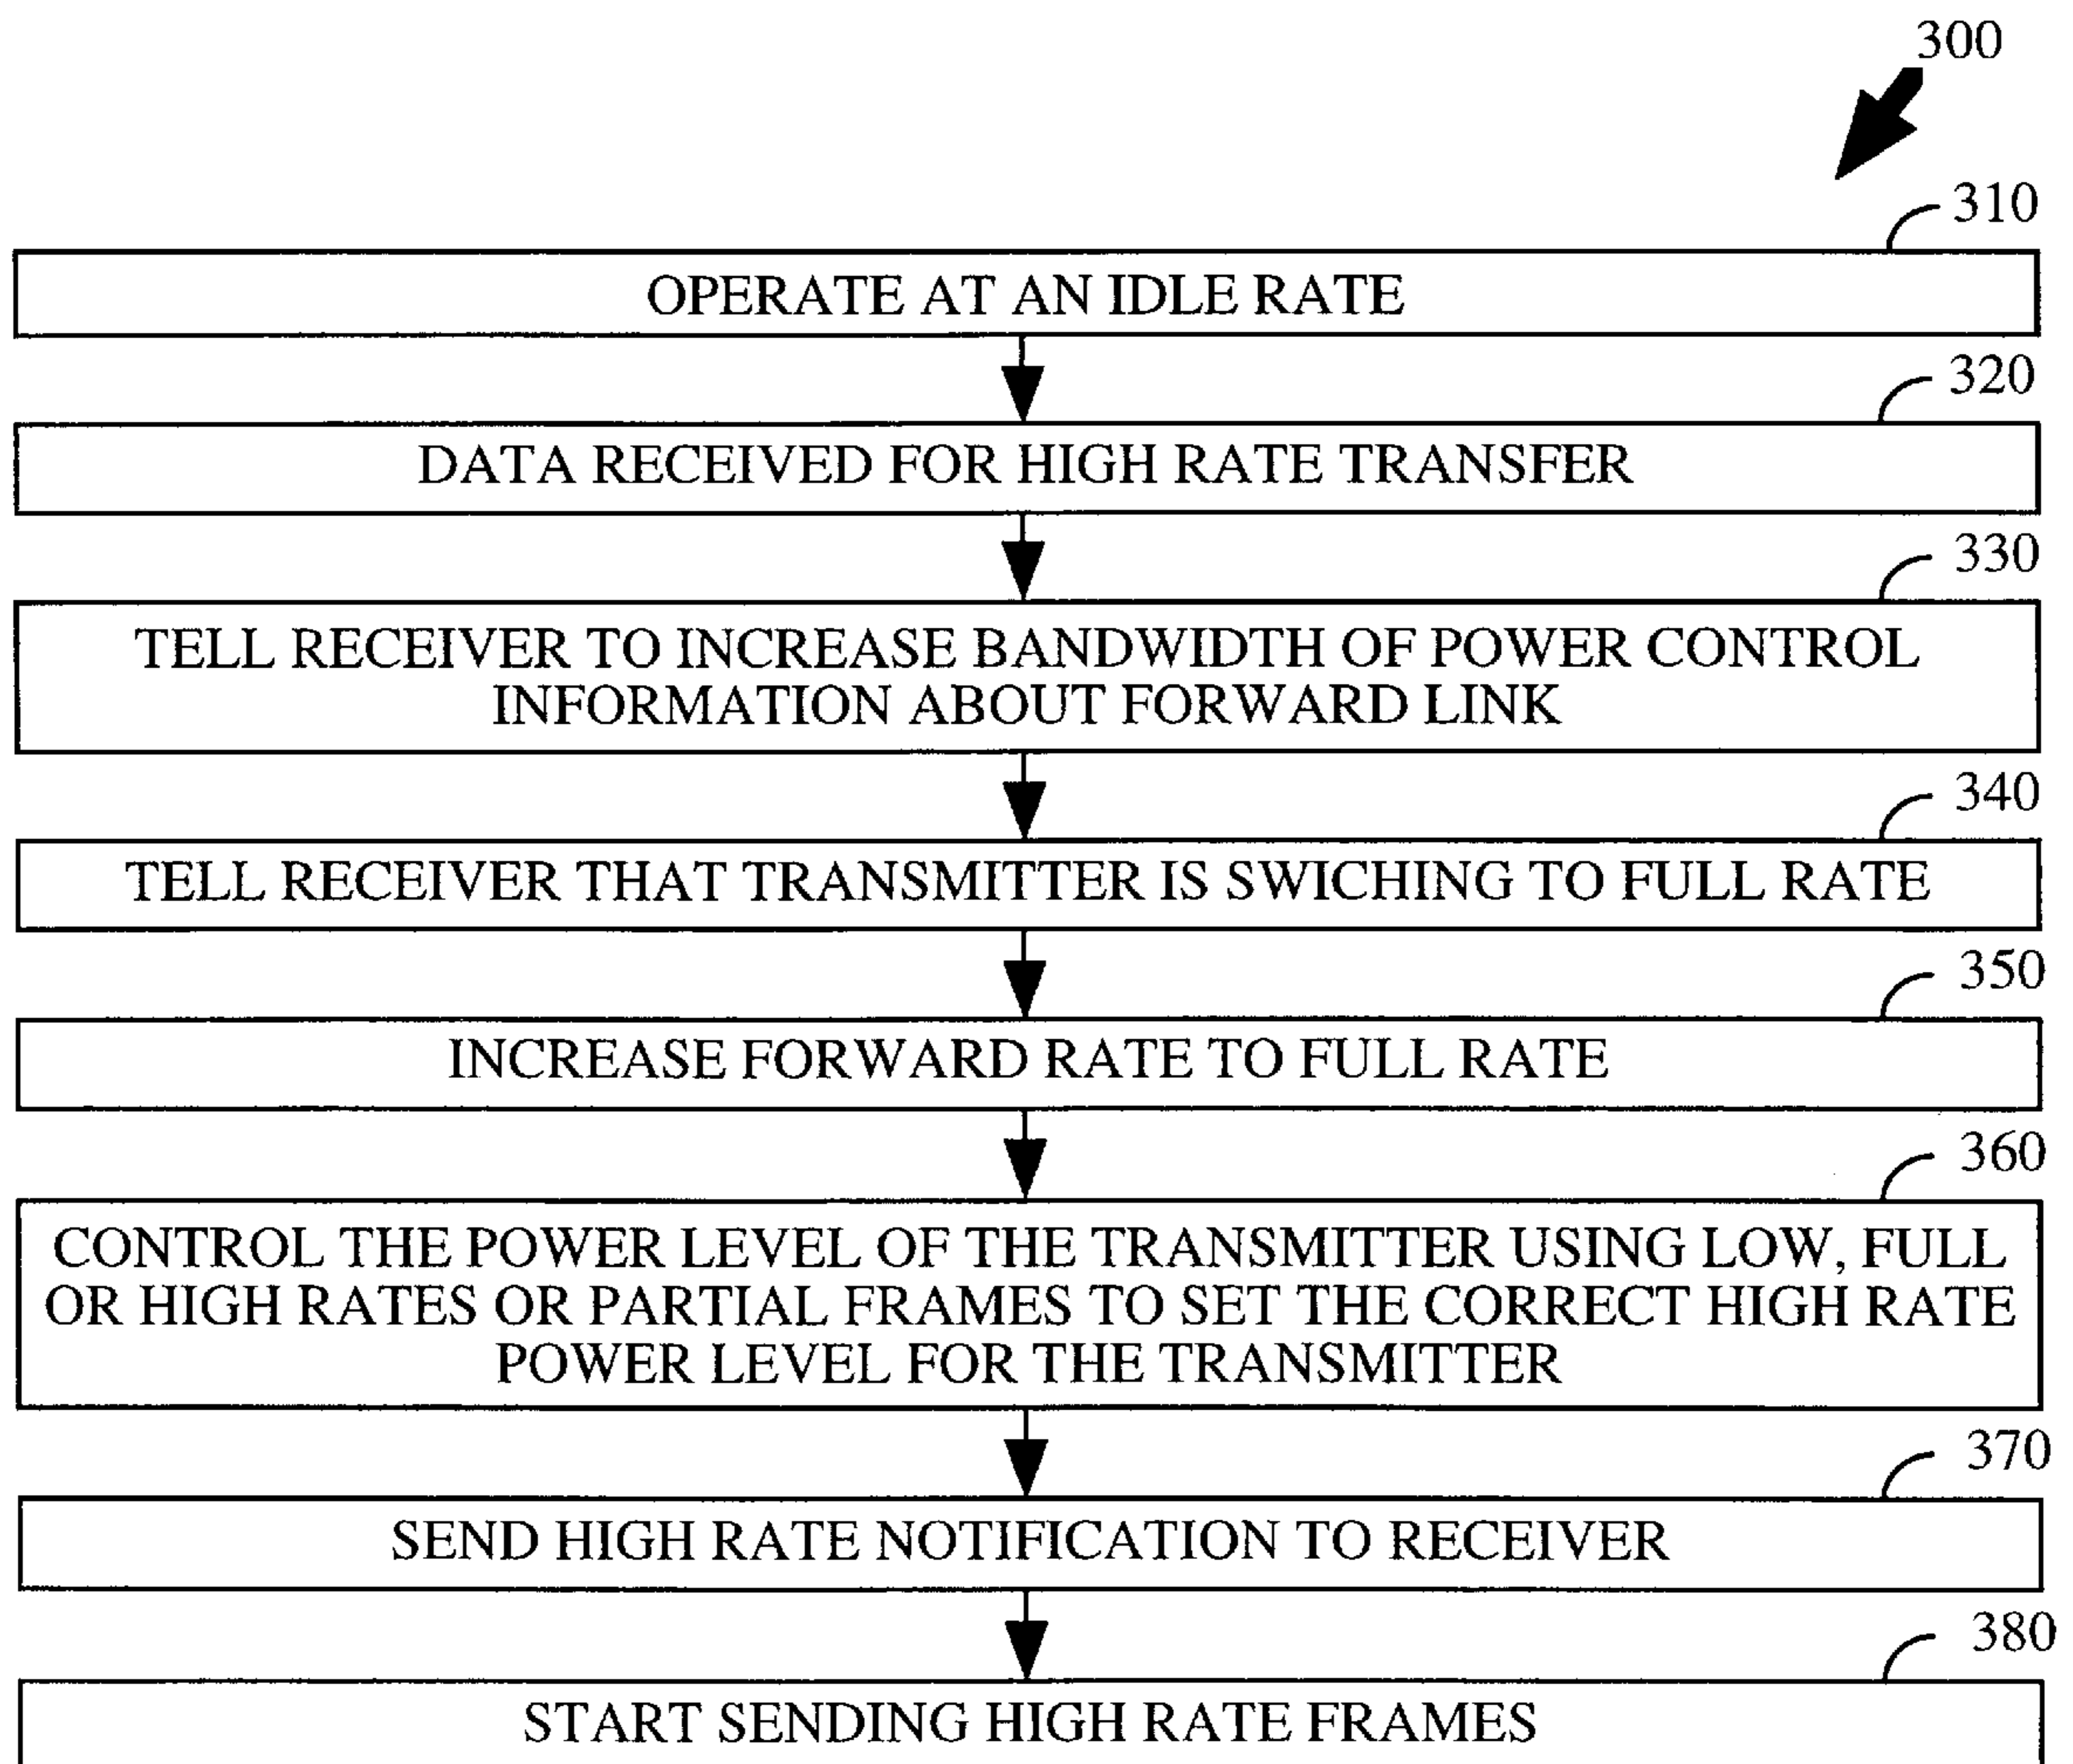 300
310
OPERATE AT AN IDLE RATE
320
DATA RECEIVED FOR HIGH RATE TRANSFER
330
TELL RECEIVER TO INCREASE BANDWIDTH OF POWER CONTROL
INFORMATION ABOUT FORWARD LINK
340
TELL RECEIVER THAT TRANSMITTER IS SWICHING TO FULL RATE
350
INCREASE FORWARD RATE TO FULL RATE
360
CONTROL THE POWER LEVEL OF THE TRANSMITTER USING LOW, FULL
OR HIGH RATES OR PARTIAL FRAMES TO SET THE CORRECT HIGH RATE
POWER LEVEL FOR THE TRANSMITTER
370
SEND HIGH RATE NOTIFICATION TO RECEIVER
380
START SENDING HIGH RATE FRAMES